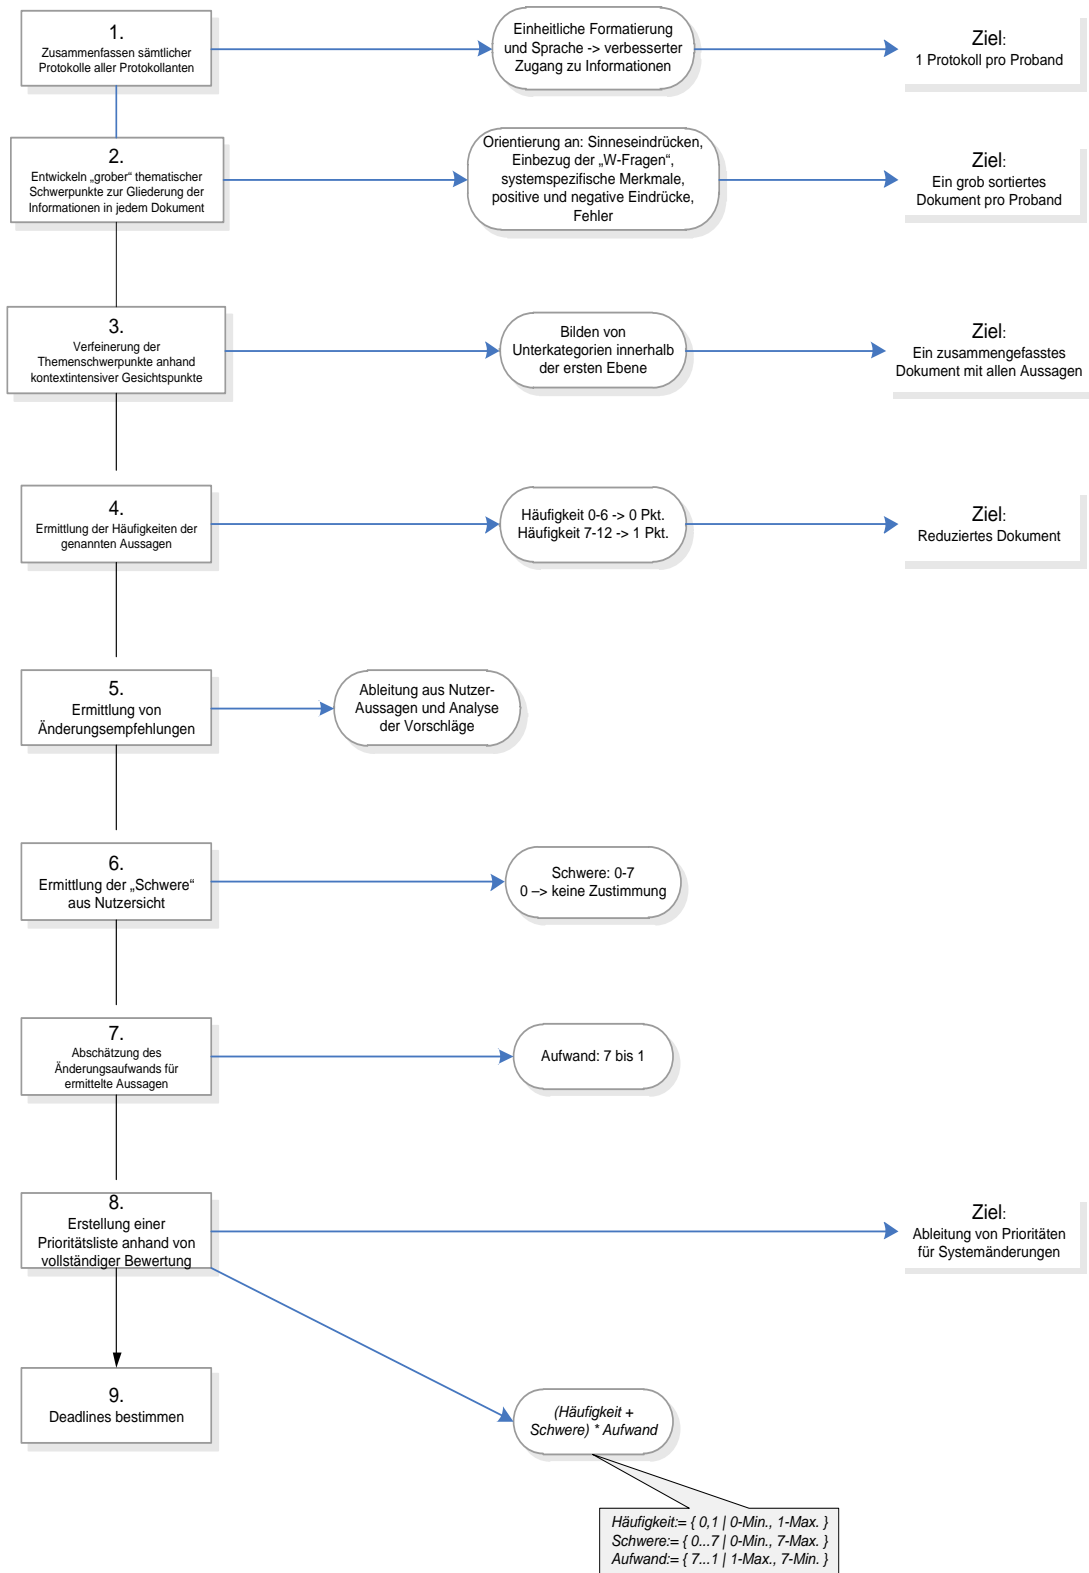 1.
Zusammenfassen sämtlicher
Protokolle aller Protokollanten
Einheitliche Formatierung
und Sprache -> verbesserter
Zugang zu Informationen
Ziel:
1 Protokoll pro Proband
2.
Entwickeln „grober“ thematischer
Schwerpunkte zur Gliederung der
Informationen in jedem Dokument
Orientierung an: Sinneseindrücken,
Einbezug der „W-Fragen“,
systemspezifische Merkmale,
positive und negative Eindrücke,
Fehler
Ziel:
Ein grob sortiertes
Dokument pro Proband
3.
Verfeinerung der
Themenschwerpunkte anhand
kontextintensiver Gesichtspunkte
Bilden von
Unterkategorien innerhalb
der ersten Ebene
Ziel:
Ein zusammengefasstes
Dokument mit allen Aussagen
4.
Ermittlung der Häufigkeiten der
genannten Aussagen
Häufigkeit 0-6 -> 0 Pkt.
Häufigkeit 7-12 -> 1 Pkt.
Ziel:
Reduziertes Dokument
5.
Ermittlung von
Änderungsempfehlungen
Ableitung aus Nutzer-
Aussagen und Analyse
der Vorschläge
6.
Ermittlung der „Schwere“
aus Nutzersicht
Schwere: 0-7
0 –> keine Zustimmung
7.
Abschätzung des
Änderungsaufwands für
ermittelte Aussagen
Aufwand: 7 bis 1
8.
Erstellung einer
Prioritätsliste anhand von
vollständiger Bewertung
Ziel:
Ableitung von Prioritäten
für Systemänderungen
9.
Deadlines bestimmen
(Häufigkeit +
Schwere) * Aufwand
Häufigkeit:= { 0,1 | 0-Min., 1-Max. }
Schwere:= { 0...7 | 0-Min., 7-Max. }
Aufwand:= { 7...1 | 1-Max., 7-Min. }